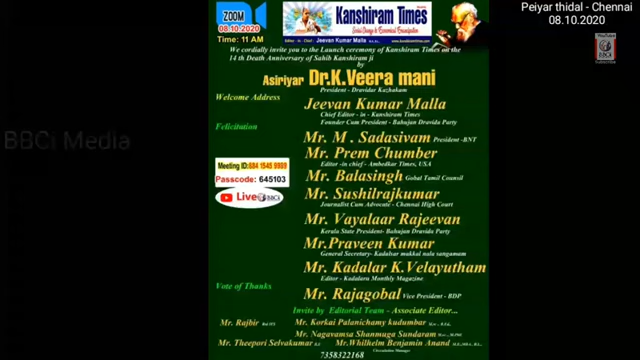 Peiyar thidal - Chennai
08.10.2020
ZOOM
08.10.2020
Time: 11 AM
Kanshiram Times
Social Change & Economical Emancipation
Editor - in - Chief : Jeevan Kumar Malla
We cordially invite you to the Launch ceremony of Kanshiram Times on the
14 th Death Anniversary of Sahib Kanshiram ji
by
Asiriyar Dr.K.Veera mani
President - Dravidar Kazhakam
Welcome Address
Jeevan Kumar Malla
Chief Editor - in - Kanshiram Times
Founder Cum President - Bahujan Dravida Party
Felicitation
Mr. M . Sadasivam President -BNT
Mr. Prem Chumber
Editor -in chief - Ambedkar Times, USA
Mr. Balasingh Gobal Tamil Counsil
Mr. Sushilrajkumar
Journalist Cum Advocate - Chennai High Court
Mr. Vayalaar Rajeevan
Kerala State President- Bahujan Dravida Party
Mr.Praveen Kumar
General Secretary- Kadalsar makkal nala sangamam
Mr. Kadalar K.Velayutham
Editor - Kadalora Monthly Magazine
Meeting ID:884 1545 9989
Passcode: 645103
Live BBCi
BBCi Media
Vote of Thanks
Mr. Rajagobal Vice President - BDP
Invite by Editorial Team - Associate Editor...
Mr. Rajbir
Mr. Korkai Palanichamy kudumbar
Mr. Nagavamsa Shanmuga Sundaram
Mr. Theepori Selvakumar
Mr.Whilhelm Benjamin Anand
Circulation Manager
7358322168